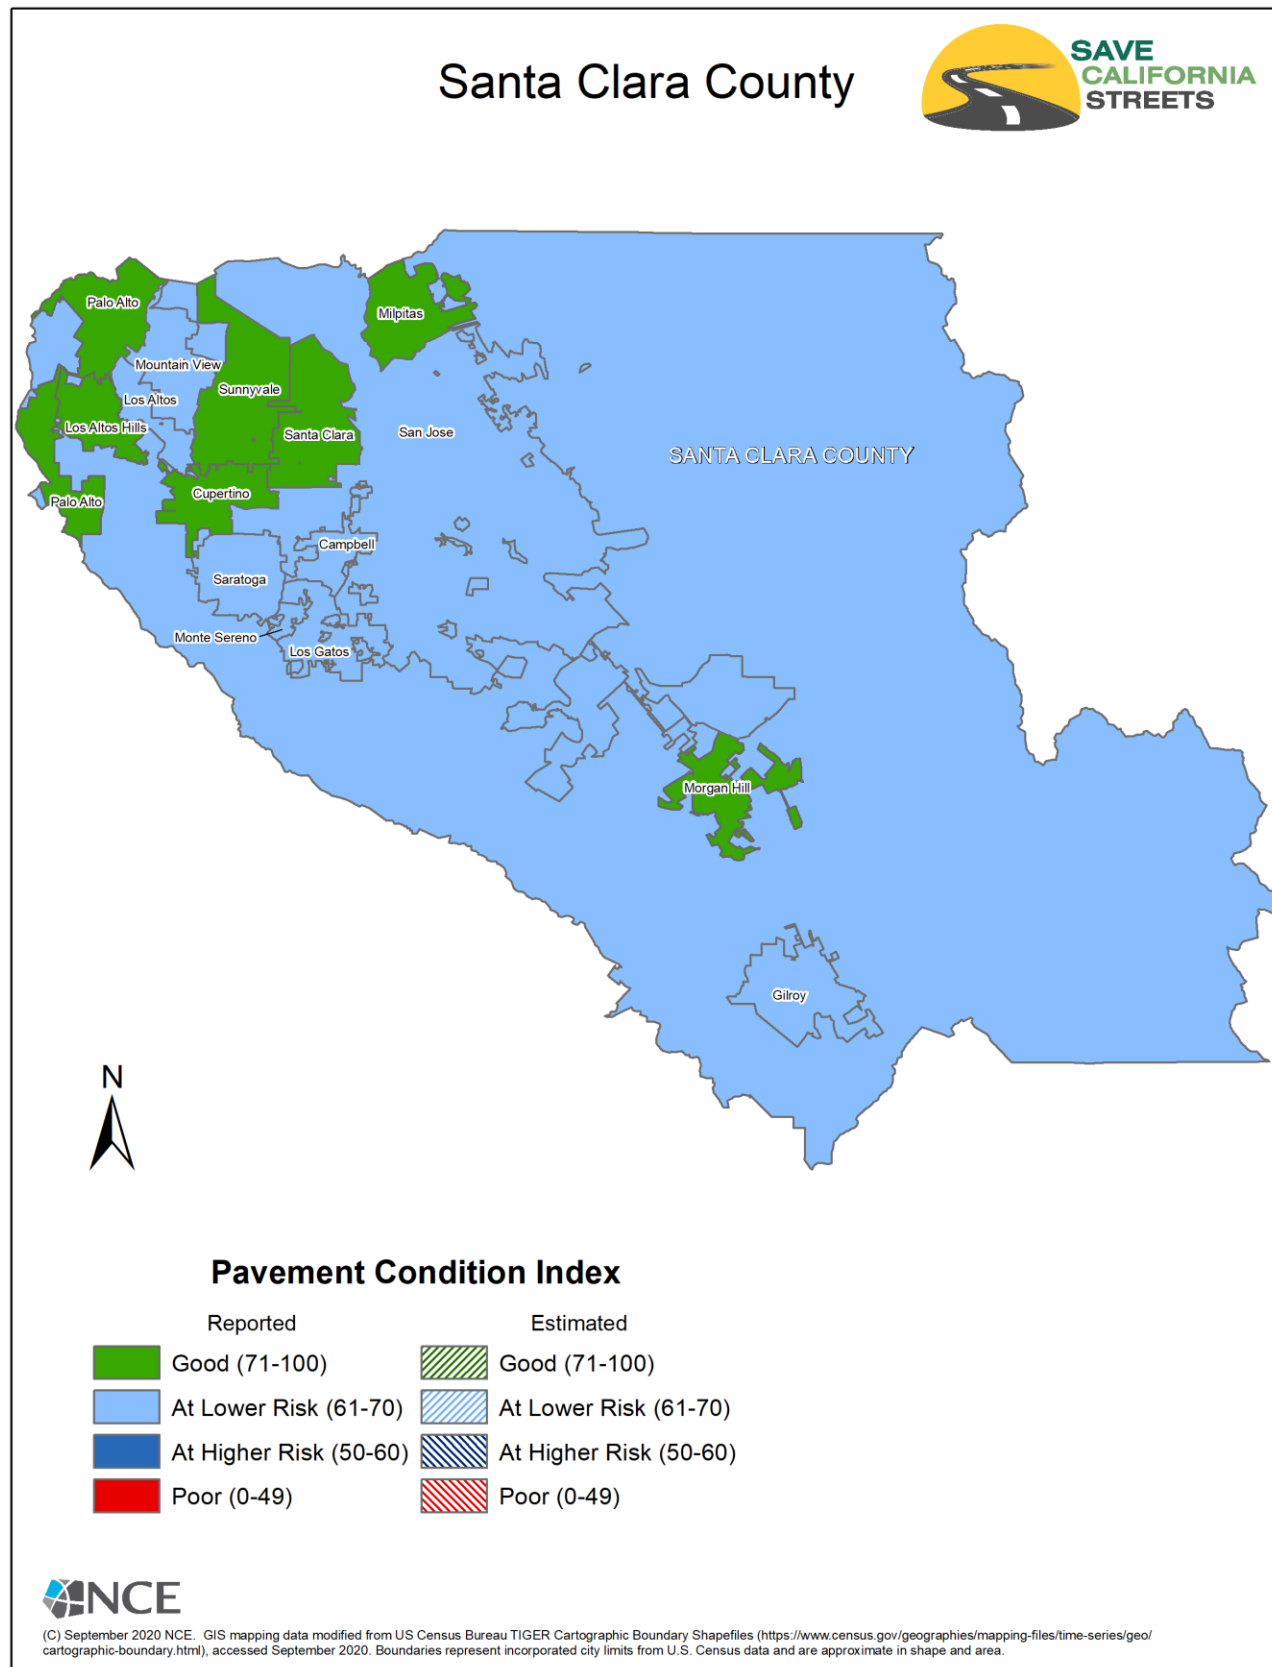 Santa Clara County
SAVE
CALIFORNIA
STREETS
Palo Alto
Milpitas
Mountain View
Sunnyvale
Los Altos
Los Altos Hills
Santa Clara
San Jose
SANTA CLARA COUNTY
Palo Alto
Cupertino
Campbell
Saratoga
Monte Sereno
Los Gatos
Morgan Hill
Gilroy
N
Pavement Condition Index
Reported
Estimated
Good (71-100)
Good (71-100)
At Lower Risk (61-70)
At Lower Risk (61-70)
At Higher Risk (50-60)
At Higher Risk (50-60)
Poor (0-49)
Poor (0-49)
NCE
(C) September 2020 NCE.  GIS mapping data modified from US Census Bureau TIGER Cartographic Boundary Shapefiles (https://www.census.gov/geographies/mapping-files/time-series/geo/
cartographic-boundary.html), accessed September 2020. Boundaries represent incorporated city limits from U.S. Census data and are approximate in shape and area.